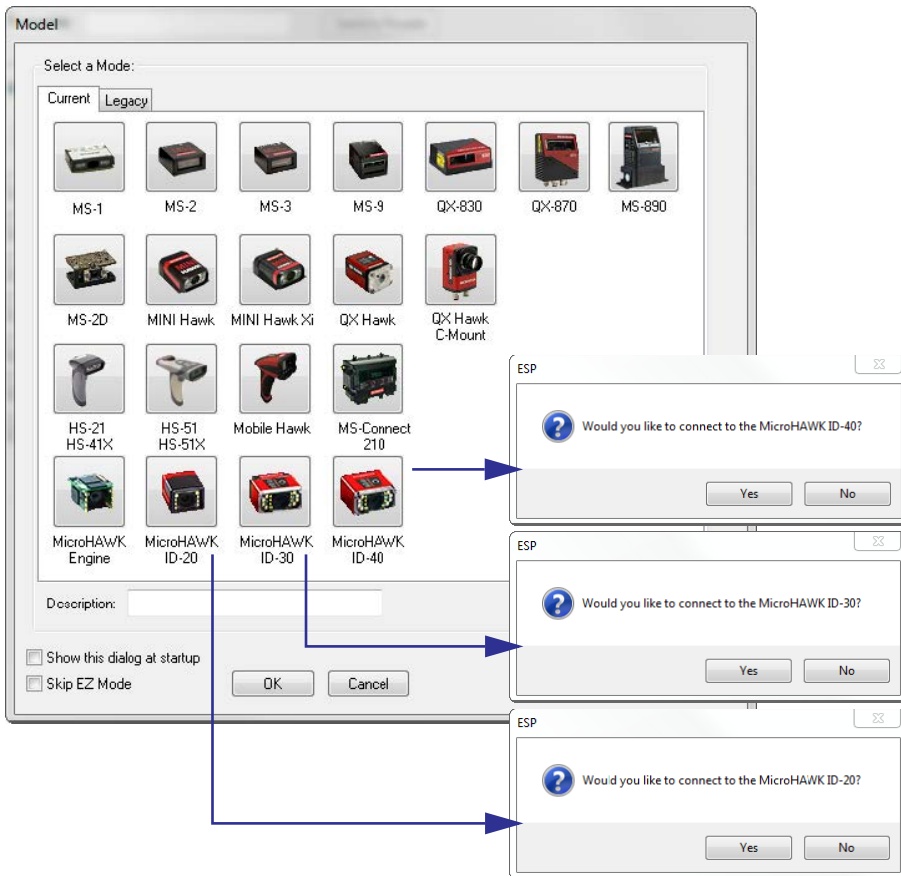 Model
Select a Mode:
Current
Legacy
MS-1
MS-2
MS-3
MS-9
QX-830
QX-870
MS-890
MS-2D
MINI Hawk
MINI Hawk Xi
QX Hawk
QX Hawk
C-Mount
HS-21
HS-41X
HS-51
HS-51X
Mobile Hawk
MS-Connect
210
MicroHAWK
Engine
MicroHAWK
ID-20
MicroHAWK
ID-30
MicroHAWK
ID-40
Description:
Show this dialog at startup
Skip EZ Mode
OK
Cancel
ESP
Would you like to connect to the MicroHAWK ID-40?
Yes
No
ESP
Would you like to connect to the MicroHAWK ID-30?
Yes
No
ESP
Would you like to connect to the MicroHAWK ID-20?
Yes
No